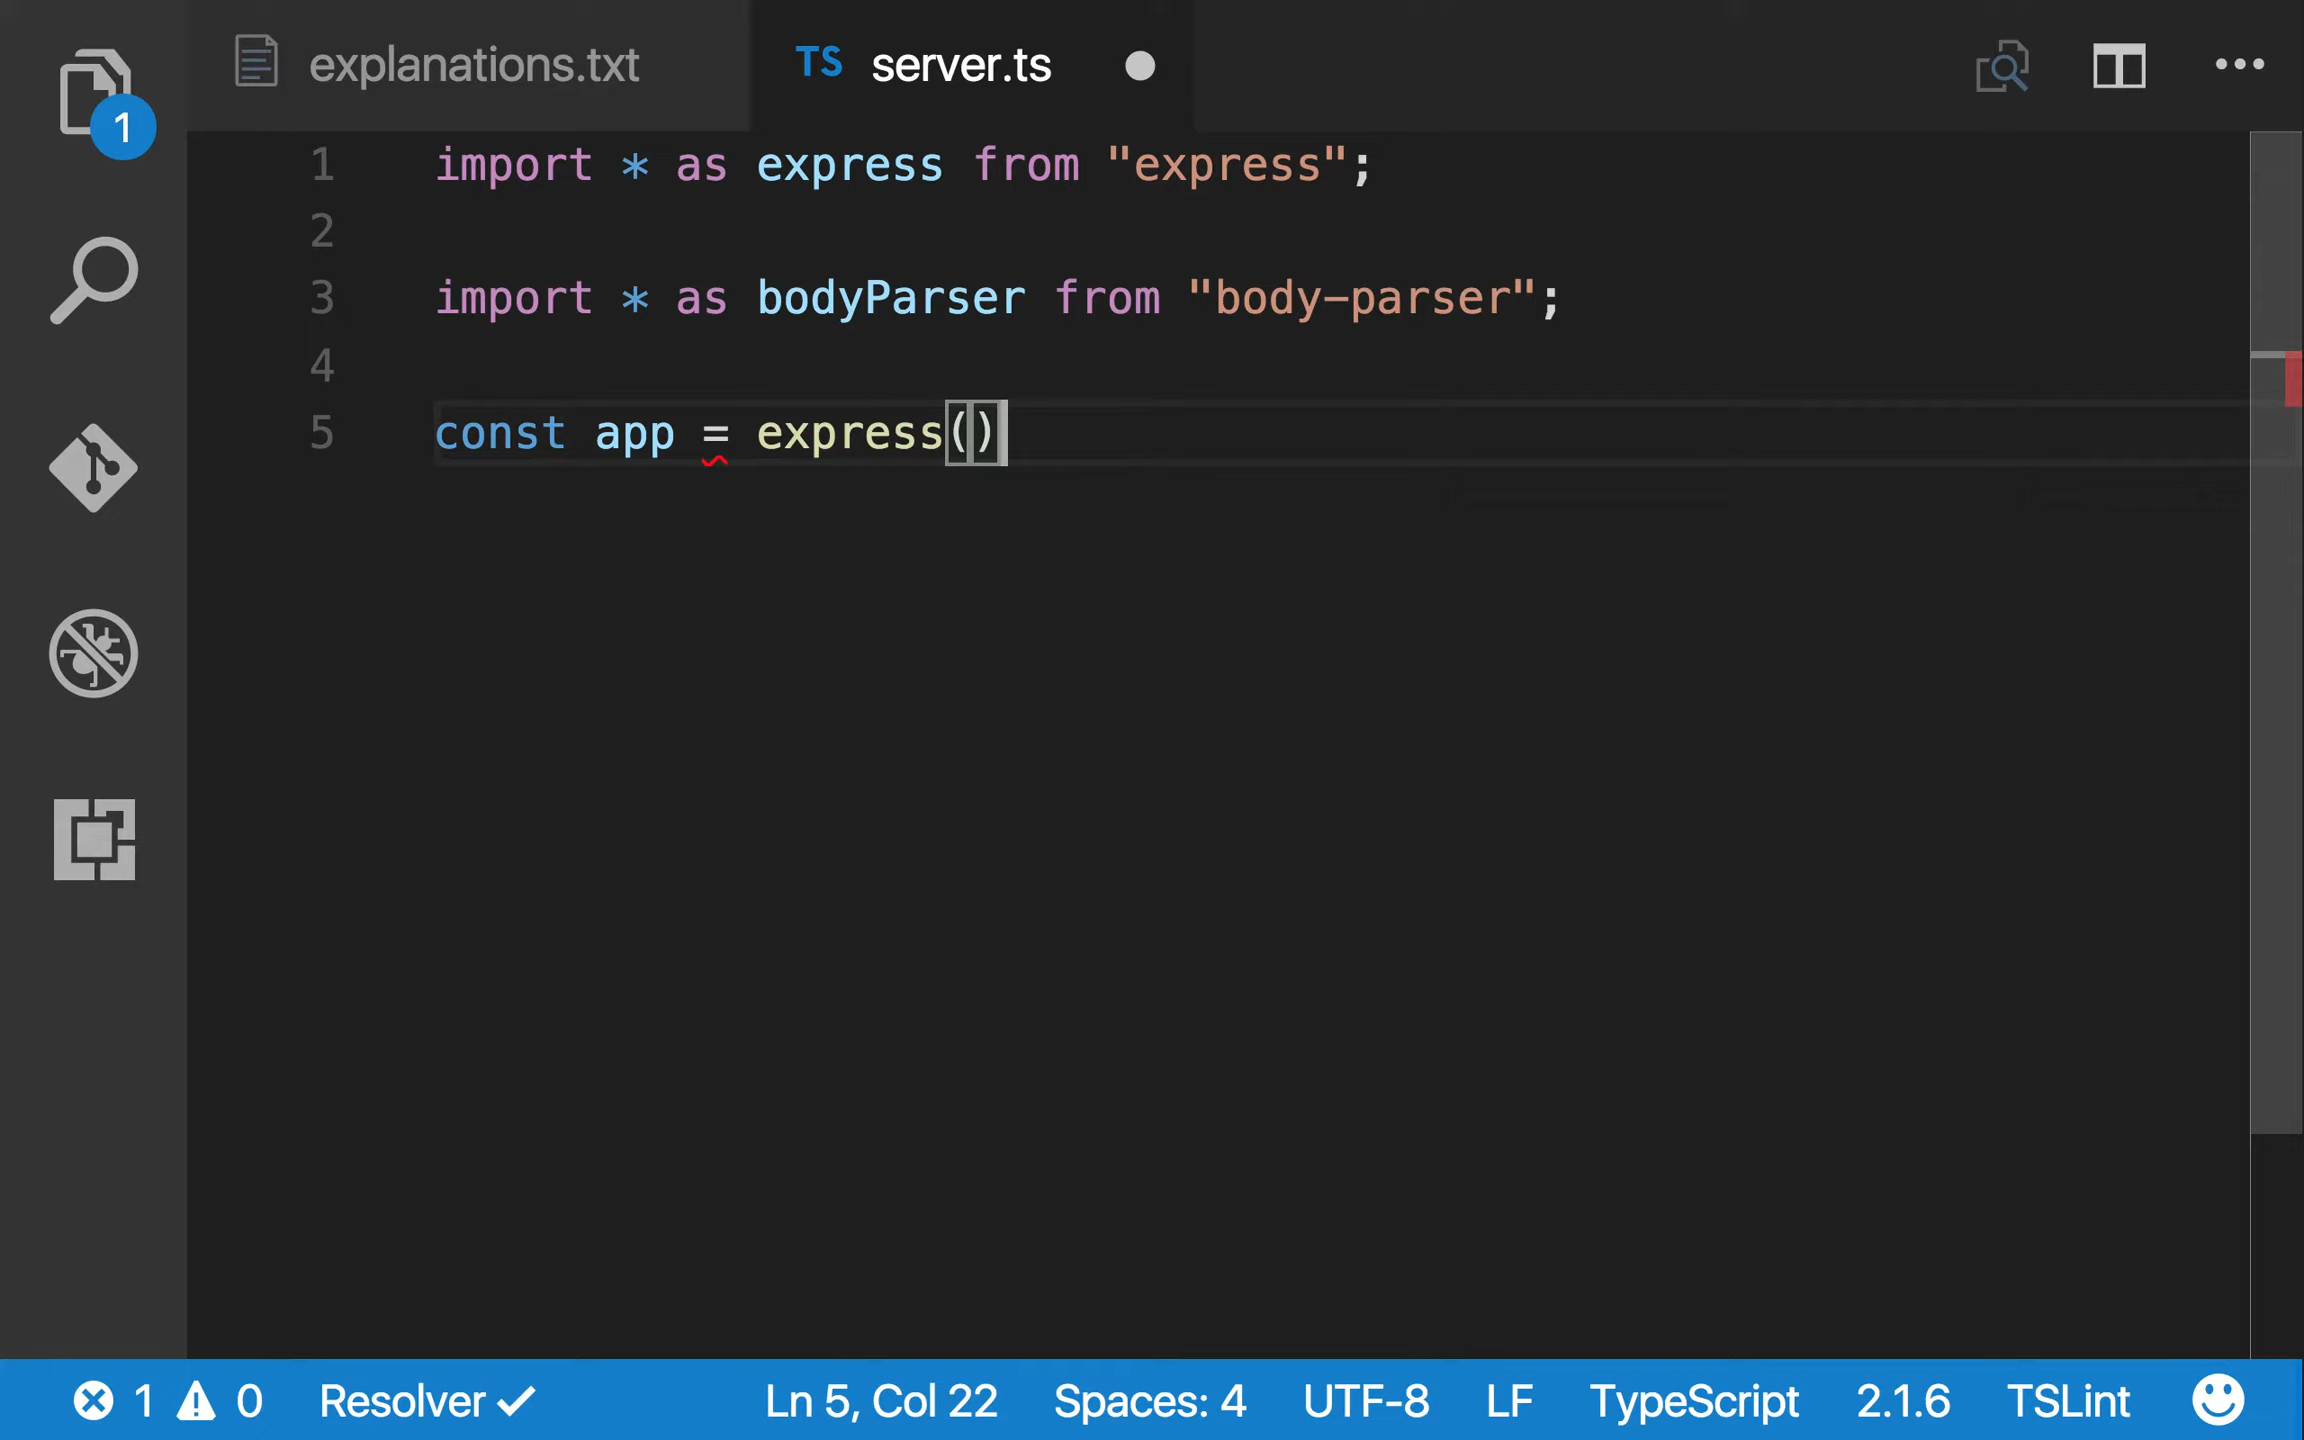 explanations.txt
TS server.ts
1
1 import * as express from "express";
2
3 import * as bodyParser from "body-parser";
4
5 const app = express()
1 0 Resolver Ln 5, Col 22 Spaces: 4 UTF-8 LF TypeScript 2.1.6 TSLint